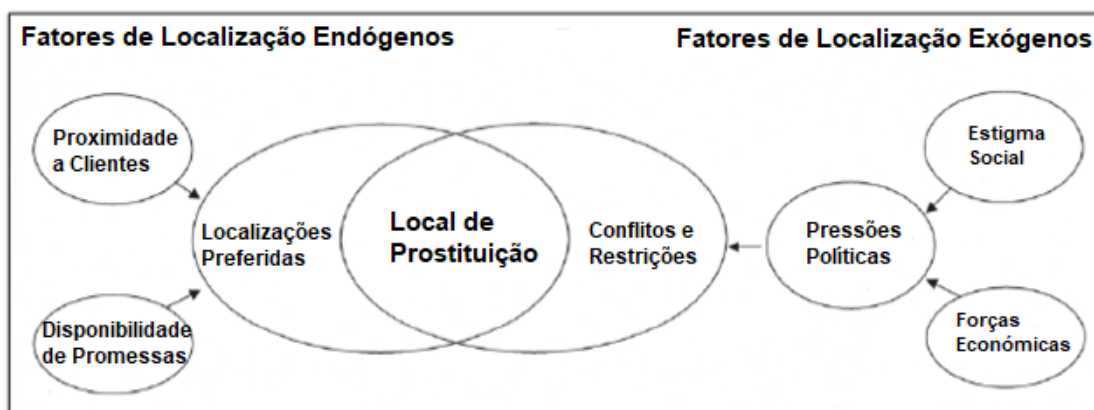 Fatores de Localização Endógenos
Fatores de Localização Exógenos
Proximidade
a Clientes
Disponibilidade
de Promessas
Localizações
Preferidas
Local de
Prostituição
Conflitos e
Restrições
Pressões
Políticas
Estigma
Social
Forças
Económicas